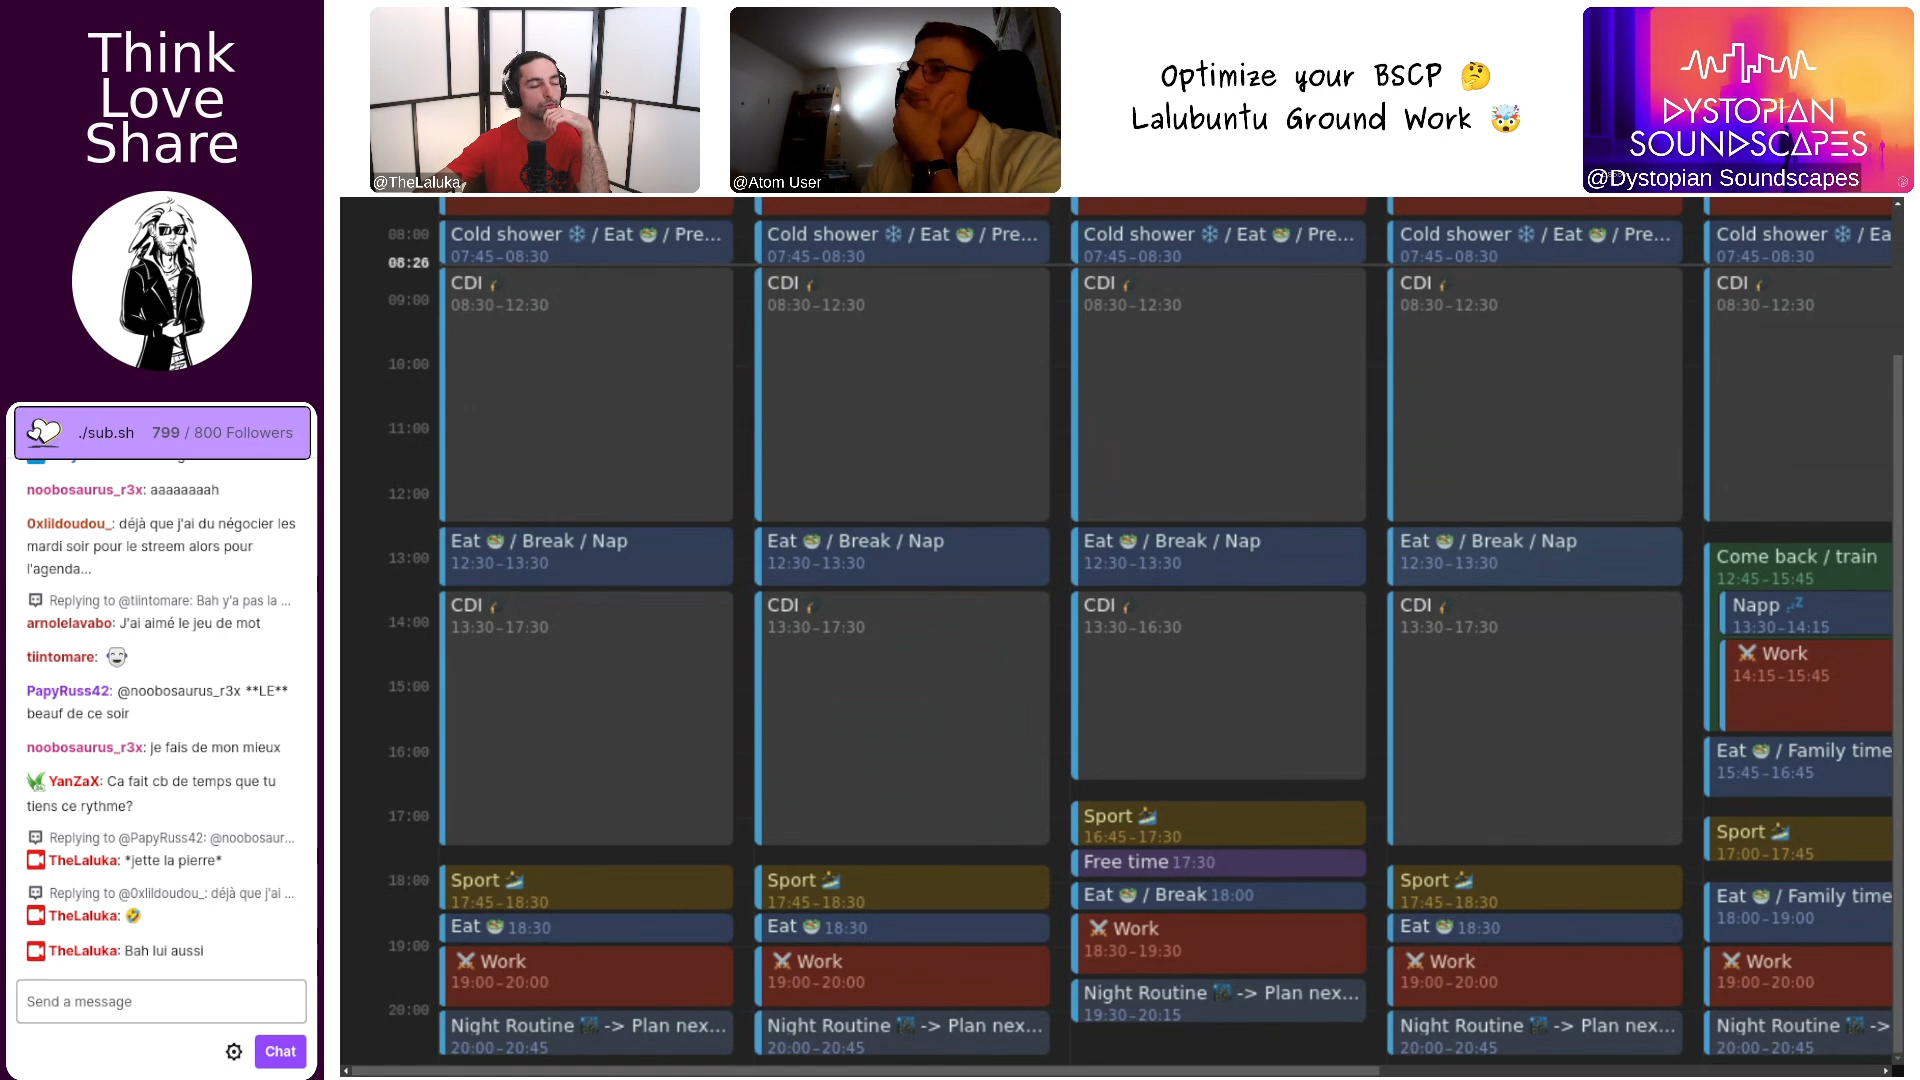 Think
Love
Share
./sub.sh 799 / 800 Followers
noobosaurus_r3x: aaaaaaaah
0xlildoudou_: déjà que j'ai du négocier les
mardi soir pour le streem alors pour
l'agenda...
Replying to @tiintomare: Bah y'a pas la ...
arnolelavabo: J'ai aimé le jeu de mot
tiintomare:
PapyRuss42: @noobosaurus_r3x **LE**
beauf de ce soir
noobosaurus_r3x: je fais de mon mieux
YanZaX: Ca fait cb de temps que tu
tiens ce rythme?
Replying to @PapyRuss42: @noobosaur...
TheLaluka: *jette la pierre*
Replying to @0xlildoudou_: déjà que j'ai ...
TheLaluka: 🤣
TheLaluka: Bah lui aussi
Send a message
Chat
@TheLaluka
@Atom User
Optimize your BSCP 🤔
Lalubuntu Ground Work 🤯
DYSTOPIAN
SOUNDSCAPES
@Dystopian Soundscapes
08:00
08:26
09:00
10:00
11:00
12:00
13:00
14:00
15:00
16:00
17:00
18:00
19:00
20:00
Cold shower ❄️ / Eat 🥗 / Pre...
07:45–08:30
CDI
08:30–12:30
Eat 🥗 / Break / Nap
12:30–13:30
CDI
13:30–17:30
Sport
17:45–18:30
Eat 🥗 18:30
⚔️ Work
19:00–20:00
Night Routine 🌃 -> Plan nex...
20:00–20:45
Cold shower ❄️ / Eat 🥗 / Pre...
07:45–08:30
CDI
08:30–12:30
Eat 🥗 / Break / Nap
12:30–13:30
CDI
13:30–17:30
Sport
17:45–18:30
Eat 🥗 18:30
⚔️ Work
19:00–20:00
Night Routine 🌃 -> Plan nex...
20:00–20:45
Cold shower ❄️ / Eat 🥗 / Pre...
07:45–08:30
CDI
08:30–12:30
Eat 🥗 / Break / Nap
12:30–13:30
CDI
13:30–16:30
Sport
16:45–17:30
Free time 17:30
Eat 🥗 / Break 18:00
⚔️ Work
18:30–19:30
Night Routine 🌃 -> Plan nex...
19:30–20:15
Cold shower ❄️ / Eat 🥗 / Pre...
07:45–08:30
CDI
08:30–12:30
Eat 🥗 / Break / Nap
12:30–13:30
CDI
13:30–17:30
Sport
17:45–18:30
Eat 🥗 18:30
⚔️ Work
19:00–20:00
Night Routine 🌃 -> Plan nex...
20:00–20:45
Cold shower ❄️ / Ea
07:45–08:30
CDI
08:30–12:30
Come back / train
12:45–15:45
Napp 💤
13:30–14:15
⚔️ Work
14:15–15:45
Eat 🥗 / Family time
15:45–16:45
Sport
17:00–17:45
Eat 🥗 / Family time
18:00–19:00
⚔️ Work
19:00–20:00
Night Routine 🌃 ->
20:00–20:45